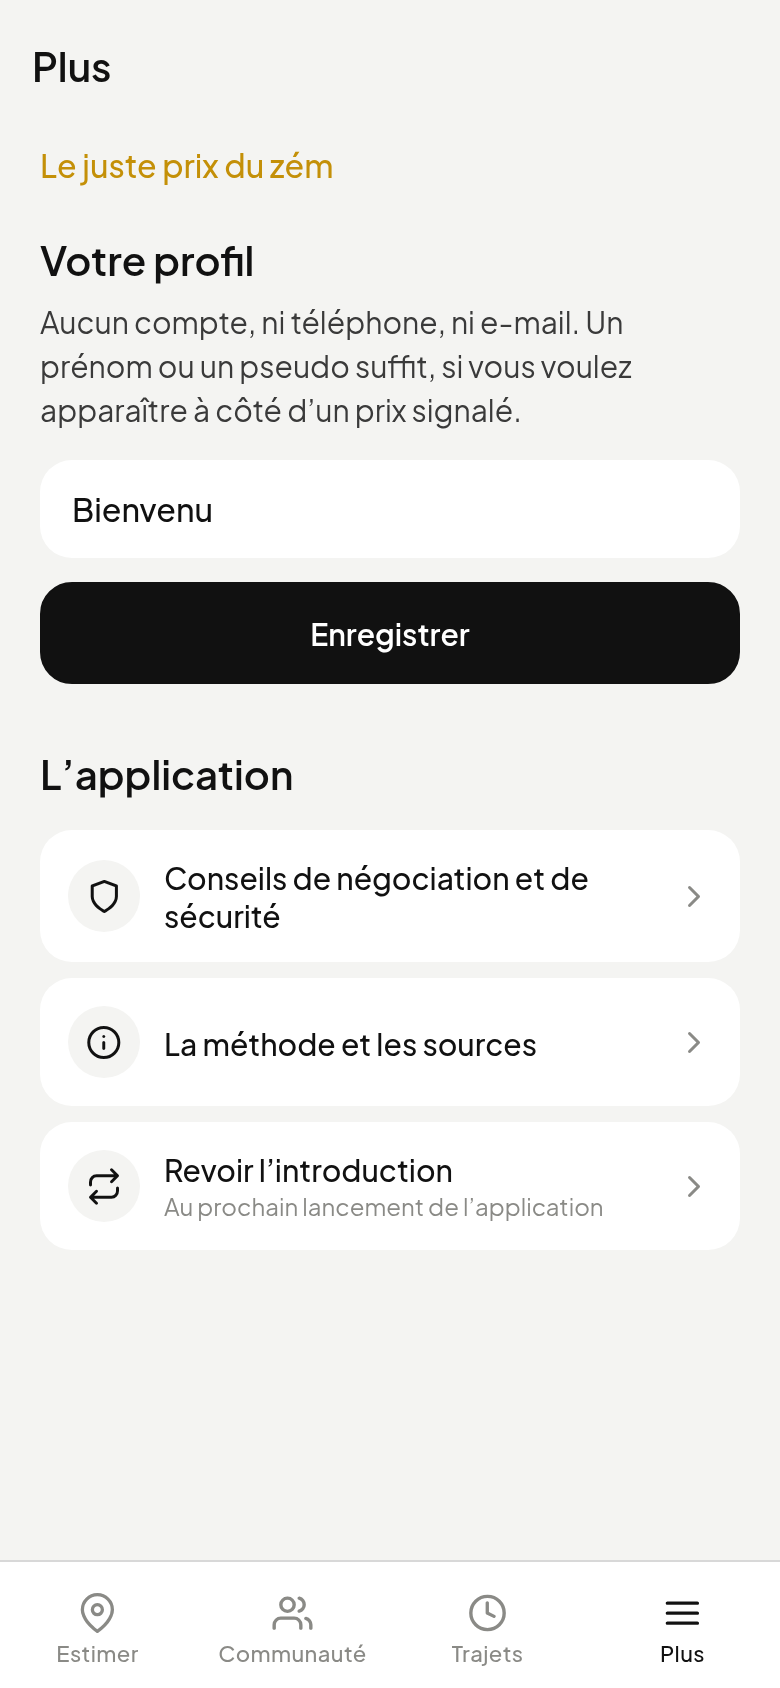 Plus
Le juste prix du zém
Votre profil
Aucun compte, ni téléphone, ni e-mail. Un
prénom ou un pseudo suffit, si vous voulez
apparaître à côté d’un prix signalé.
Bienvenu
Enregistrer
L’application
Conseils de négociation et de
sécurité
La méthode et les sources
Revoir l’introduction
Au prochain lancement de l’application
Estimer
Communauté
Trajets
Plus